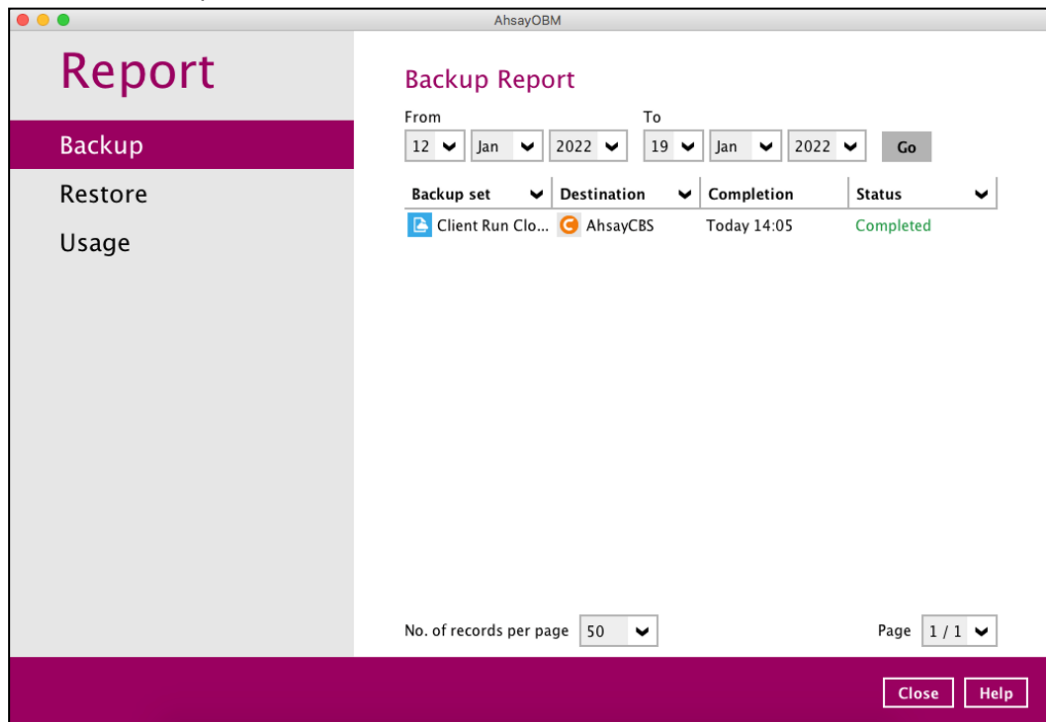 AhsayOBM
Report
Backup
Restore
Usage
Backup Report
From To
12 Jan 2022 19 Jan 2022 Go
Backup set Destination Completion Status
Client Run Clo... C AhsayCBS Today 14:05 Completed
No. of records per page 50 Page 1 / 1
Close Help